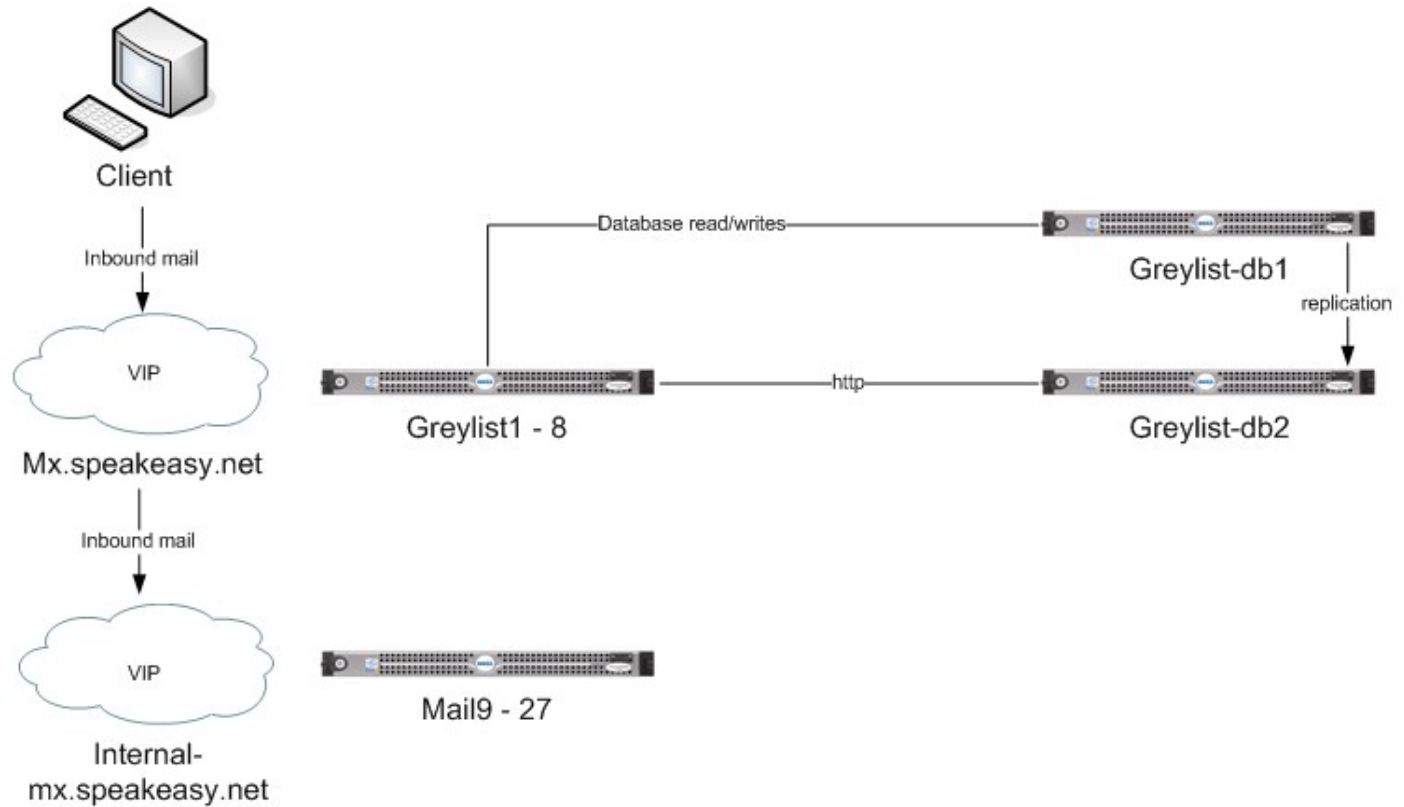 Client
Inbound mail
Database read/writes
Greylist-db1
replication
VIP
http
Greylist1 - 8
Greylist-db2
Mx.speakeasy.net
Inbound mail
VIP
Mail9 - 27
Internal-
mx.speakeasy.net